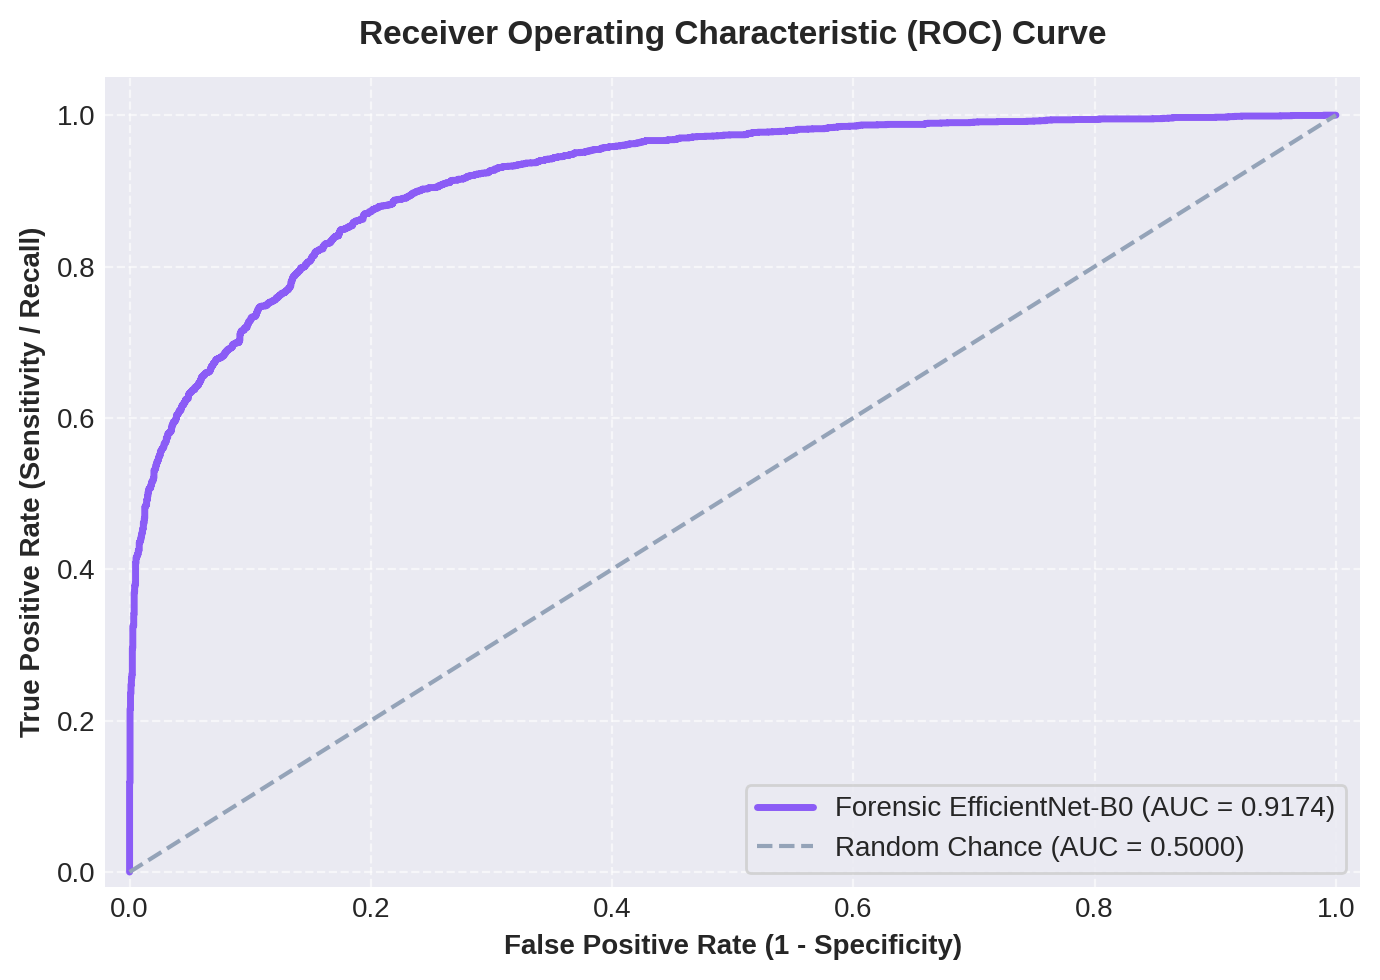 Receiver Operating Characteristic (ROC) Curve
True Positive Rate (Sensitivity / Recall)
1.0
0.8
0.6
0.4
0.2
0.0
Forensic EfficientNet-B0 (AUC = 0.9174)
Random Chance (AUC = 0.5000)
0.0
0.2
0.4
0.6
0.8
1.0
False Positive Rate (1 - Specificity)